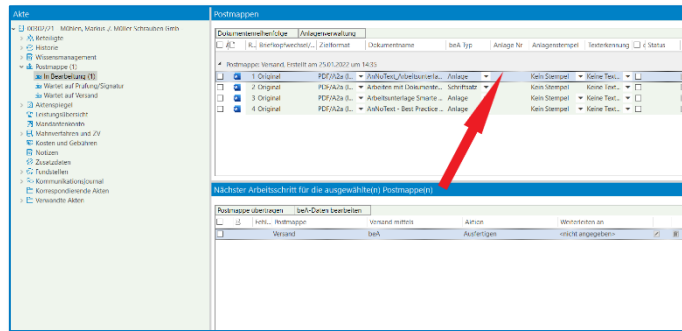 Akte
00302/21 Möhlen, Marius ./. Möller Schrauben GmbH
Beteiligte
Historie
Wissensmanagement
Postmappe (1)
In Bearbeitung (1)
Wartet auf Prüfung/Signatur
Wartet auf Versand
Aktenspiegel
Leistungsübersicht
Mandantenkonto
Mahnverfahren und ZV
Kosten und Gebühren
Notizen
Zusatzdaten
Fundstellen
Kommunikationsjournal
Korrespondierende Akten
Verwandte Akten
Postmappen
Dokumentenreihenfolge Anlagenverwaltung
R... Briefkopfwechsel/... Zielformat Dokumentname beA Typ Anlage Nr Anlagenstempel Texterkennung Status
Postmappe: Versand, Erstellt am 25.01.2022 um 14:35
1 Original PDF/A2a (l... AnNoText_Arbeitsunterla... Anlage Kein Stempel Keine Text...
2 Original PDF/A2a (l... Arbeiten mit Dokumente... Schriftsatz Kein Stempel Keine Text...
3 Original PDF/A2a (l... Arbeitsunterlage Smarte ... Anlage Kein Stempel Keine Text...
4 Original PDF/A2a (l... AnNoText - Best Practice ... Anlage Kein Stempel Keine Text...
Nächster Arbeitsschritt für die ausgewählte(n) Postmappe(n)
Postmappe übertragen beA-Daten bearbeiten
Fehl... Postmappe Versand mittels Aktion Weiterleiten an
Versand beA Ausfertigen <nicht angegeben>